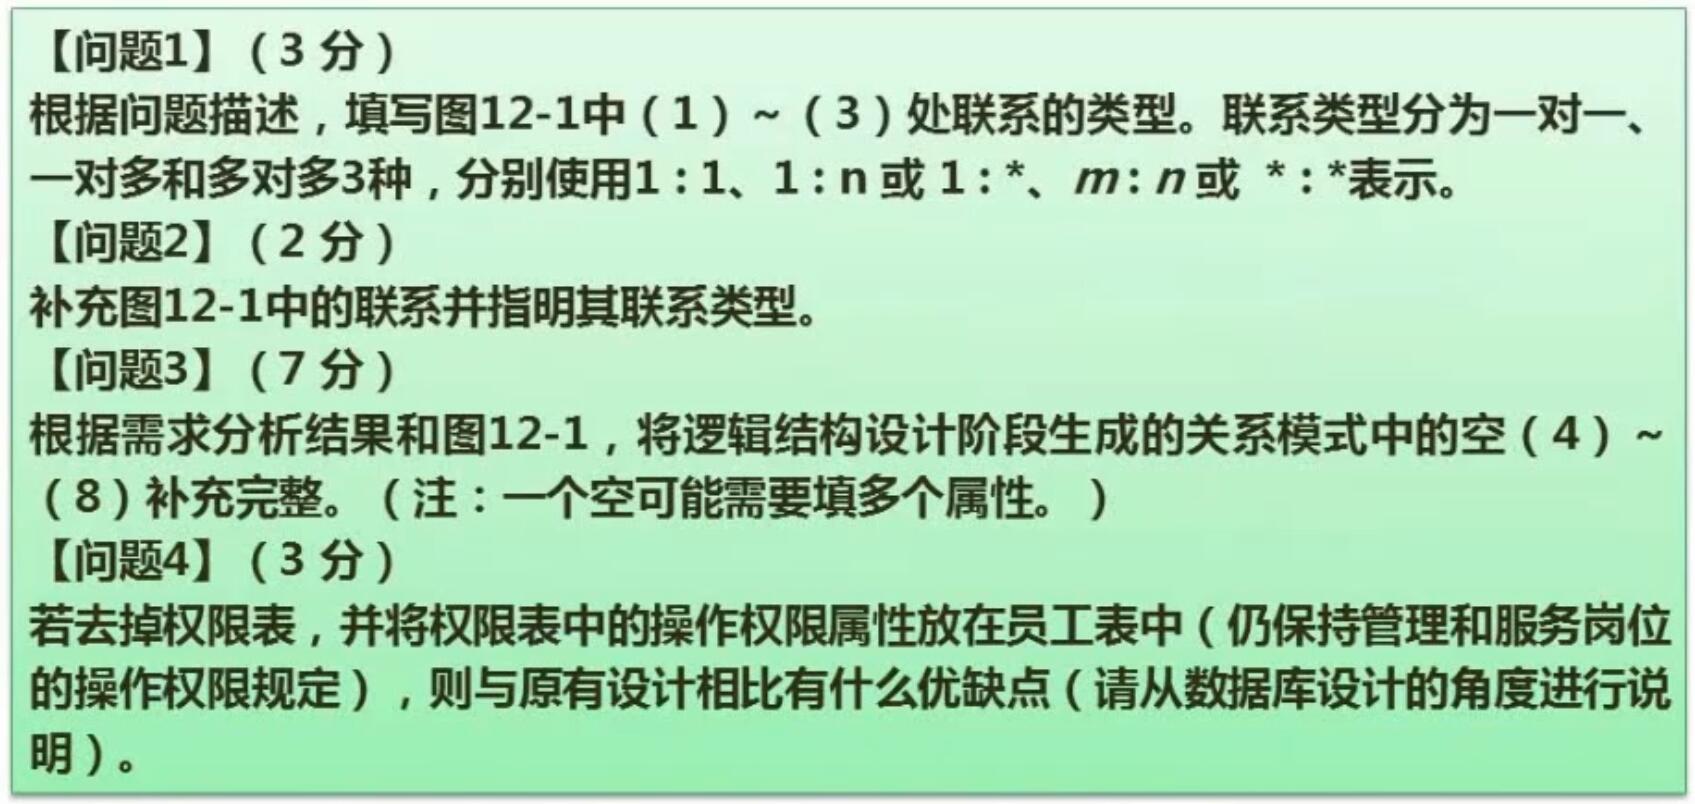 【问题1】（3 分）
根据问题描述，填写图12-1中（1）~（3）处联系的类型。联系类型分为一对一、
一对多和多对多3种，分别使用1：1、1：n 或 1：*、m：n 或 *：*表示。
【问题2】（2 分）
补充图12-1中的联系并指明其联系类型。
【问题3】（7 分）
根据需求分析结果和图12-1，将逻辑结构设计阶段生成的关系模式中的空（4）~
（8）补充完整。（注：一个空可能需要填多个属性。）
【问题4】（3 分）
若去掉权限表，并将权限表中的操作权限属性放在员工表中（仍保持管理和服务岗位
的操作权限规定），则与原有设计相比有什么优缺点（请从数据库设计的角度进行说
明）。